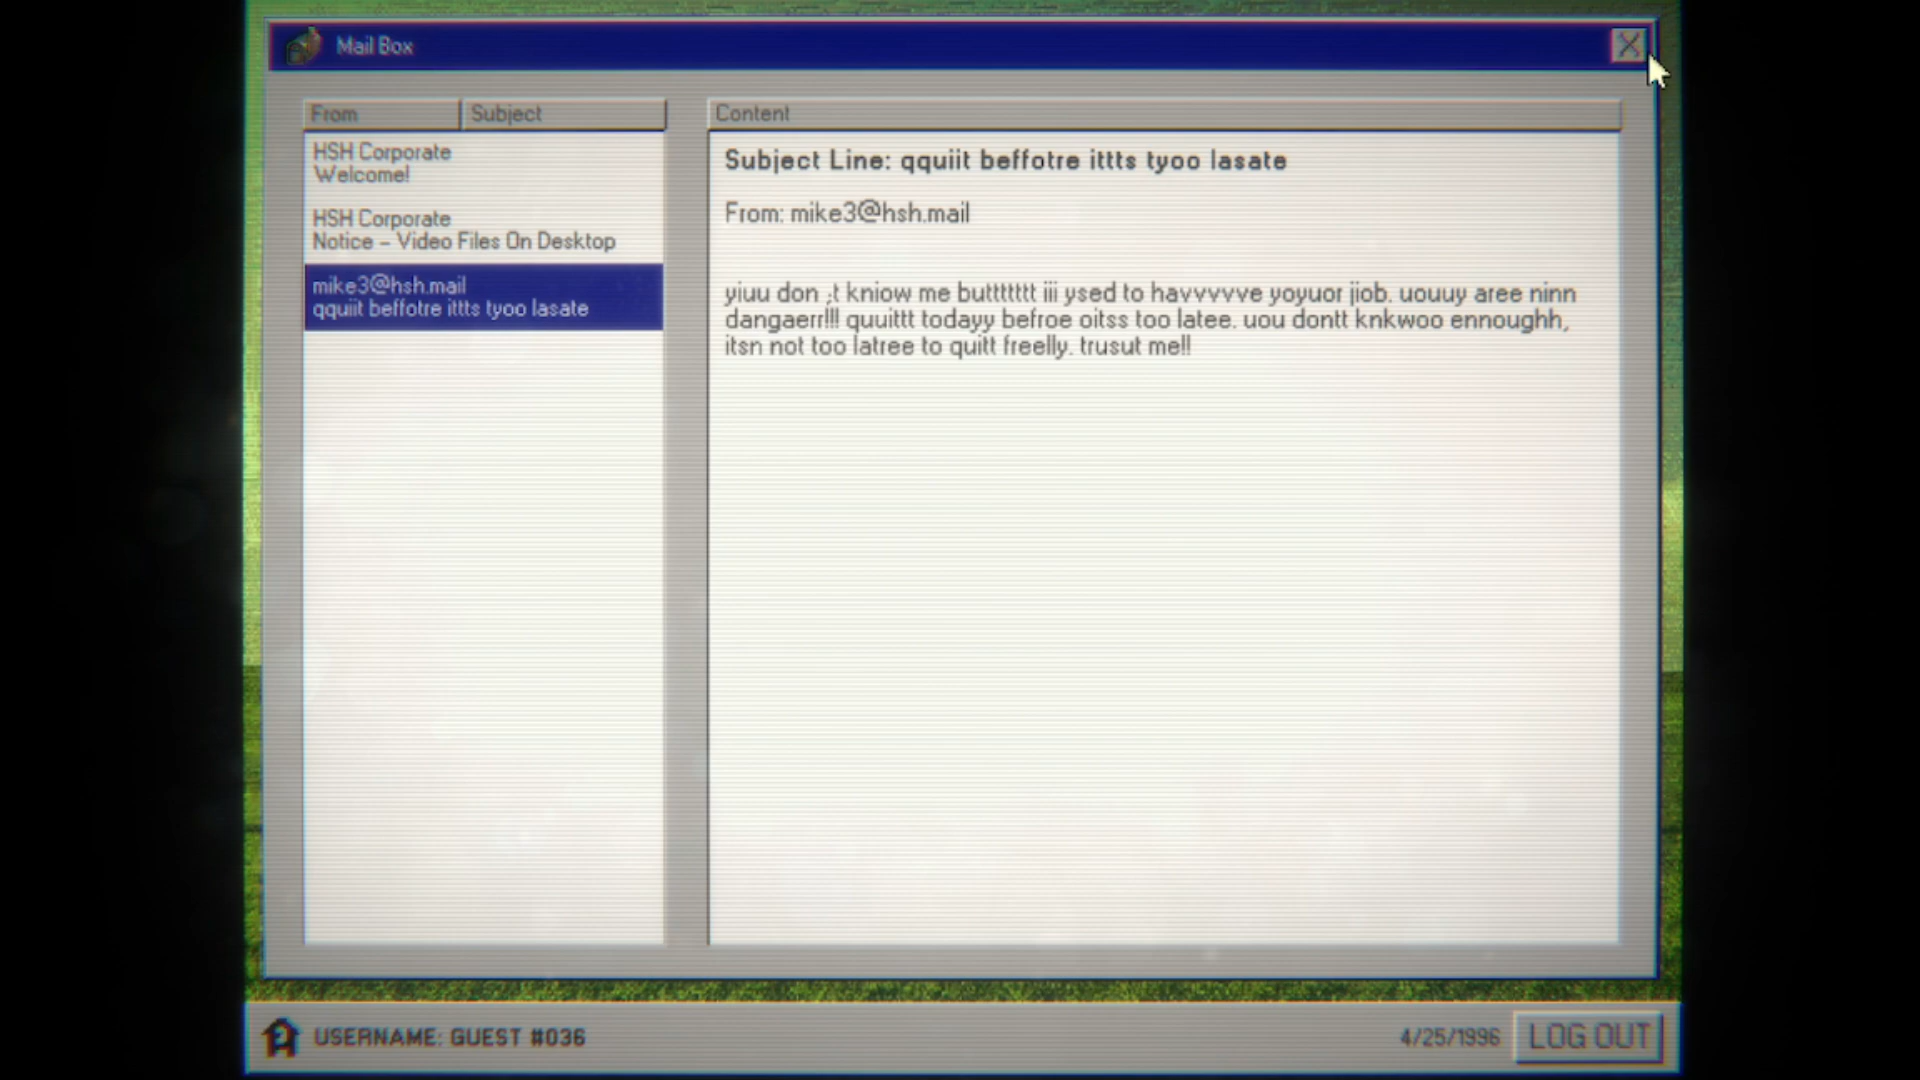 Mail Box
From Subject
HSH Corporate
Welcome!
HSH Corporate
Notice - Video Files On Desktop
mike3@hsh.mail
qquiit beffotre ittts tyoo lasate
Content
Subject Line: qquiit beffotre ittts tyoo lasate
From: mike3@hsh.mail
yiuu don ;t kniow me buttttttt iii ysed to havvvvve yoyuor jiob. uouuy aree ninn
dangaerr!!! quuittt todayy befroe oitss too latee. uou dontt knkwoo ennoughh,
itsn not too latree to quitt freelly. trusut me!!
USERNAME: GUEST #036
4/25/1996
LOG OUT